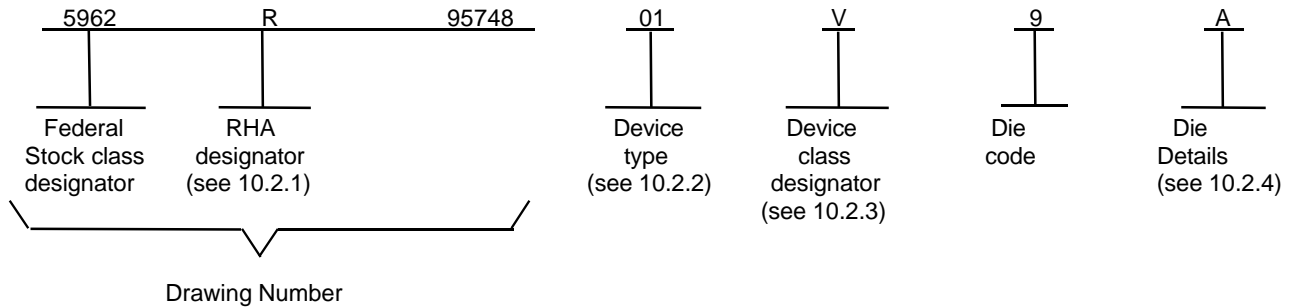 5962 R 95748 01 V 9 A
Federal Stock class designator
RHA designator (see 10.2.1)
Device type (see 10.2.2)
Device class designator (see 10.2.3)
Die code
Die Details (see 10.2.4)
Drawing Number